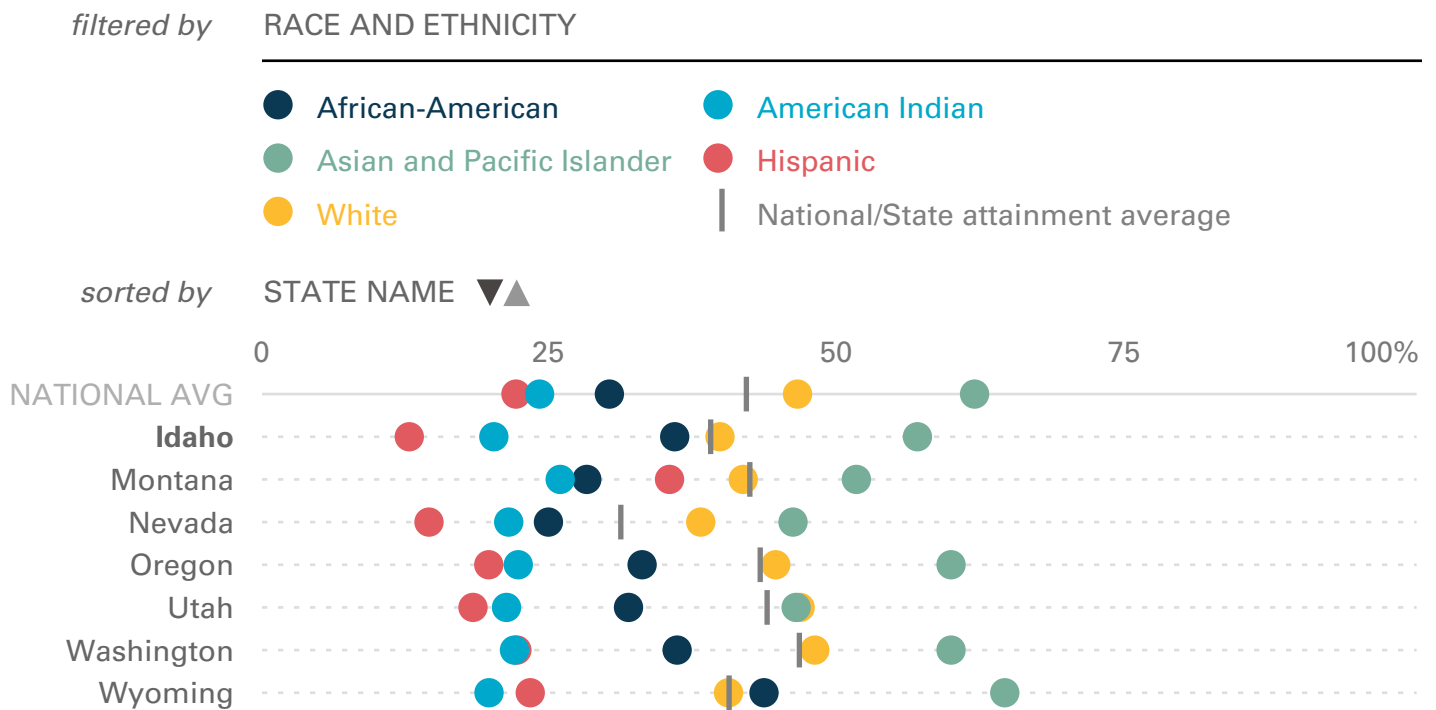 filtered by RACE AND ETHNICITY
African-American American Indian
Asian and Pacific Islander Hispanic
White National/State attainment average
sorted by STATE NAME ▼▲
0 25 50 75 100%
NATIONAL AVG
Idaho
Montana
Nevada
Oregon
Utah
Washington
Wyoming